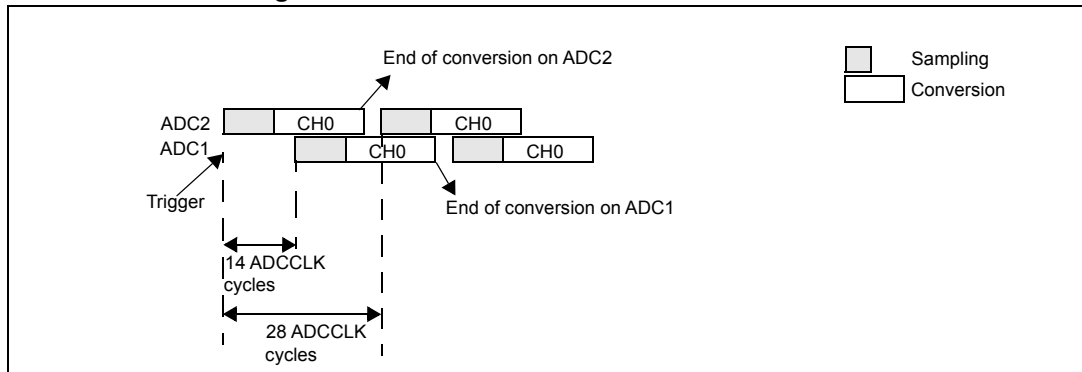 End of conversion on ADC2
Sampling
Conversion
ADC2
CH0
CH0
ADC1
CH0
CH0
Trigger
End of conversion on ADC1
14 ADCCLK
cycles
28 ADCCLK
cycles